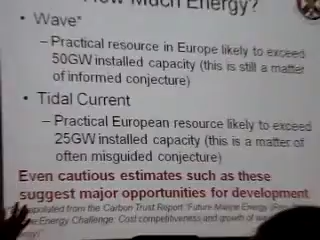 How Much Energy?
• Wave*
– Practical resource in Europe likely to exceed
50GW installed capacity (this is still a matter
of informed conjecture)
• Tidal Current
– Practical European resource likely to exceed
25GW installed capacity (this is a matter of
often misguided conjecture)
Even cautious estimates such as these
suggest major opportunities for development
from the Carbon Trust Report "Future Marine Energy
Energy Challenge: Cost competitiveness and growth of